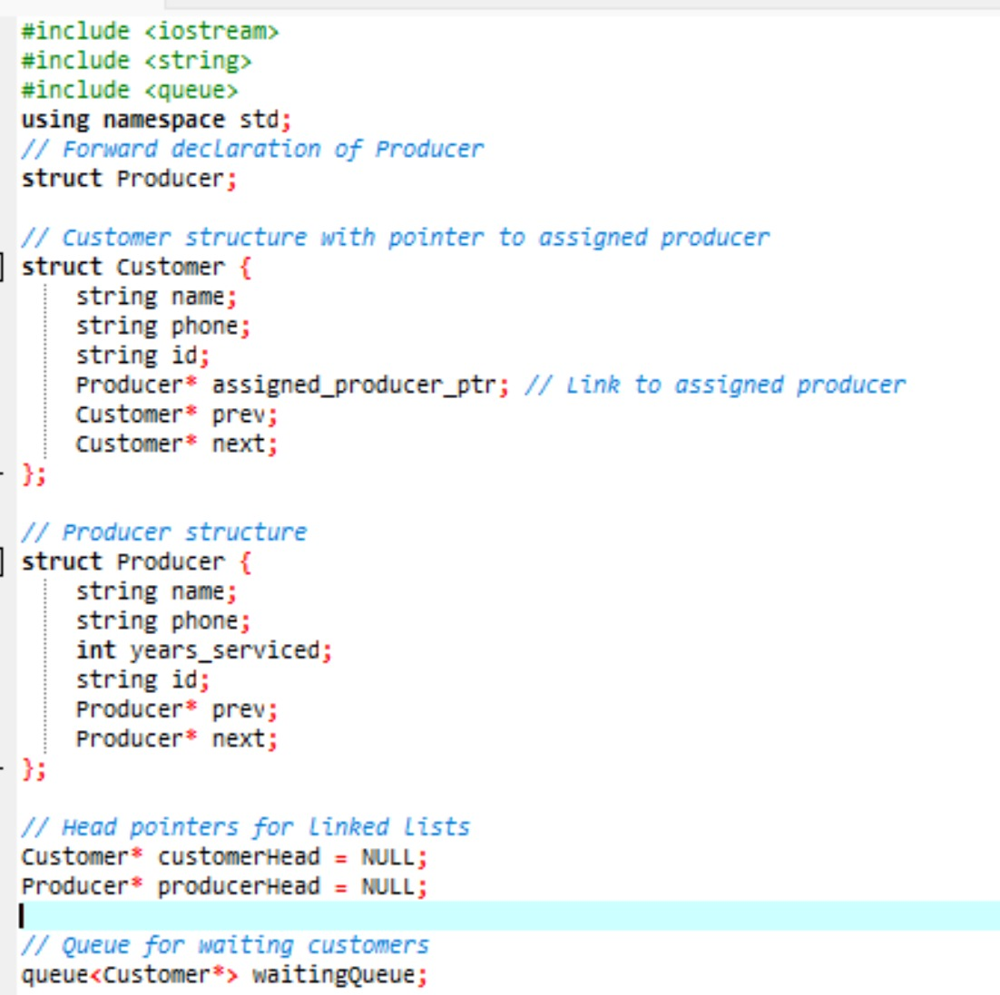 #include <iostream>
#include <string>
#include <queue>
using namespace std;
// Forward declaration of Producer
struct Producer;
// Customer structure with pointer to assigned producer
struct Customer {
string name;
string phone;
string id;
Producer* assigned_producer_ptr; // Link to assigned producer
Customer* prev;
Customer* next;
};
// Producer structure
struct Producer {
string name;
string phone;
int years_serviced;
string id;
Producer* prev;
Producer* next;
};
// Head pointers for linked lists
Customer* customerHead = NULL;
Producer* producerHead = NULL;
// Queue for waiting customers
queue<Customer*> waitingQueue;